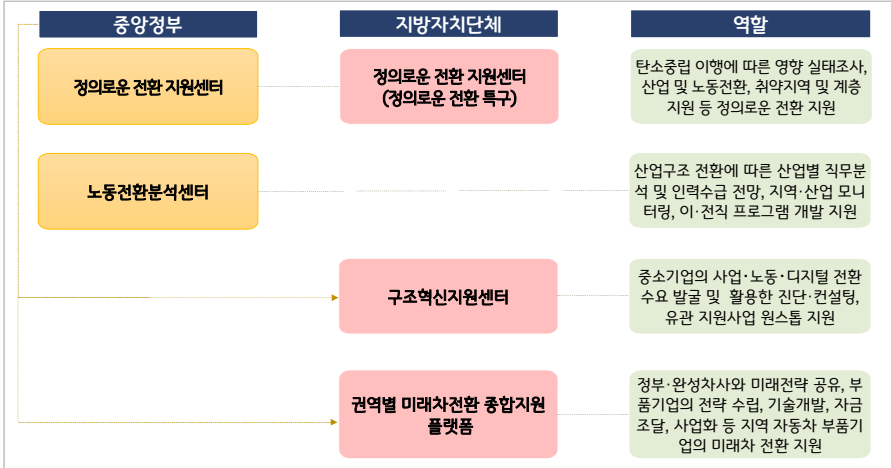 중앙정부
지방자치단체
역할
정의로운 전환 지원센터
정의로운 전환 지원센터
(정의로운 전환 특구)
탄소중립 이행에 따른 영향 실태조사,
산업 및 노동전환, 취약지역 및 계층
지원 등 정의로운 전환 지원
노동전환분석센터
산업구조 전환에 따른 산업별 직무분
석 및 인력수급 전망, 지역·산업 모니
터링, 이·전직 프로그램 개발 지원
구조혁신지원센터
중소기업의 사업·노동·디지털 전환
수요 발굴 및 활용한 진단·컨설팅,
유관 지원사업 원스톱 지원
권역별 미래차전환 종합지원
플랫폼
정부·완성차사와 미래전략 공유, 부
품기업의 전략 수립, 기술개발, 자금
조달, 사업화 등 지역 자동차 부품기
업의 미래차 전환 지원